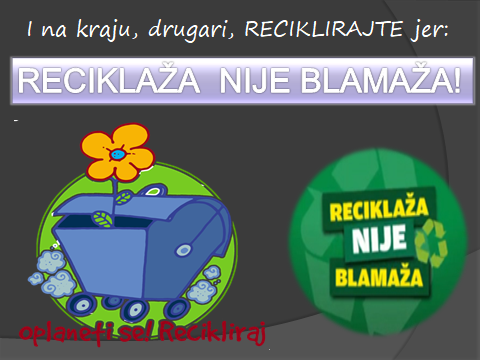 I na kraju, drugari, RECIKLIRAJTE jer:
RECIKLAŽA NIJE BLAMAŽA!
-
RECIKLAŽA
NIJE
BLAMAŽA
oplaneti se! Recikliraj